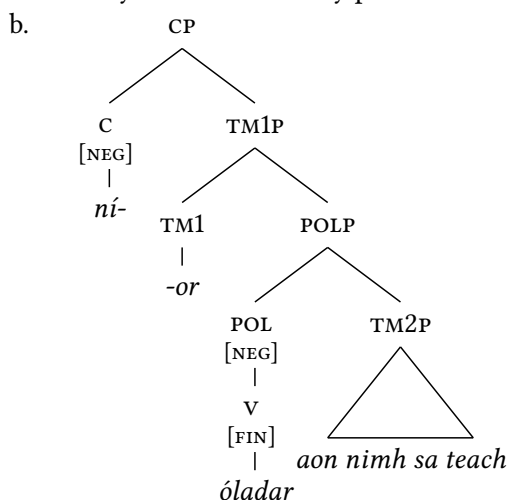 b.
CP
C TM1P
[NEG]
ní-
TM1 POLP
-or
POL TM2P
[NEG]
V
[FIN]
aon nimh sa teach
óladar